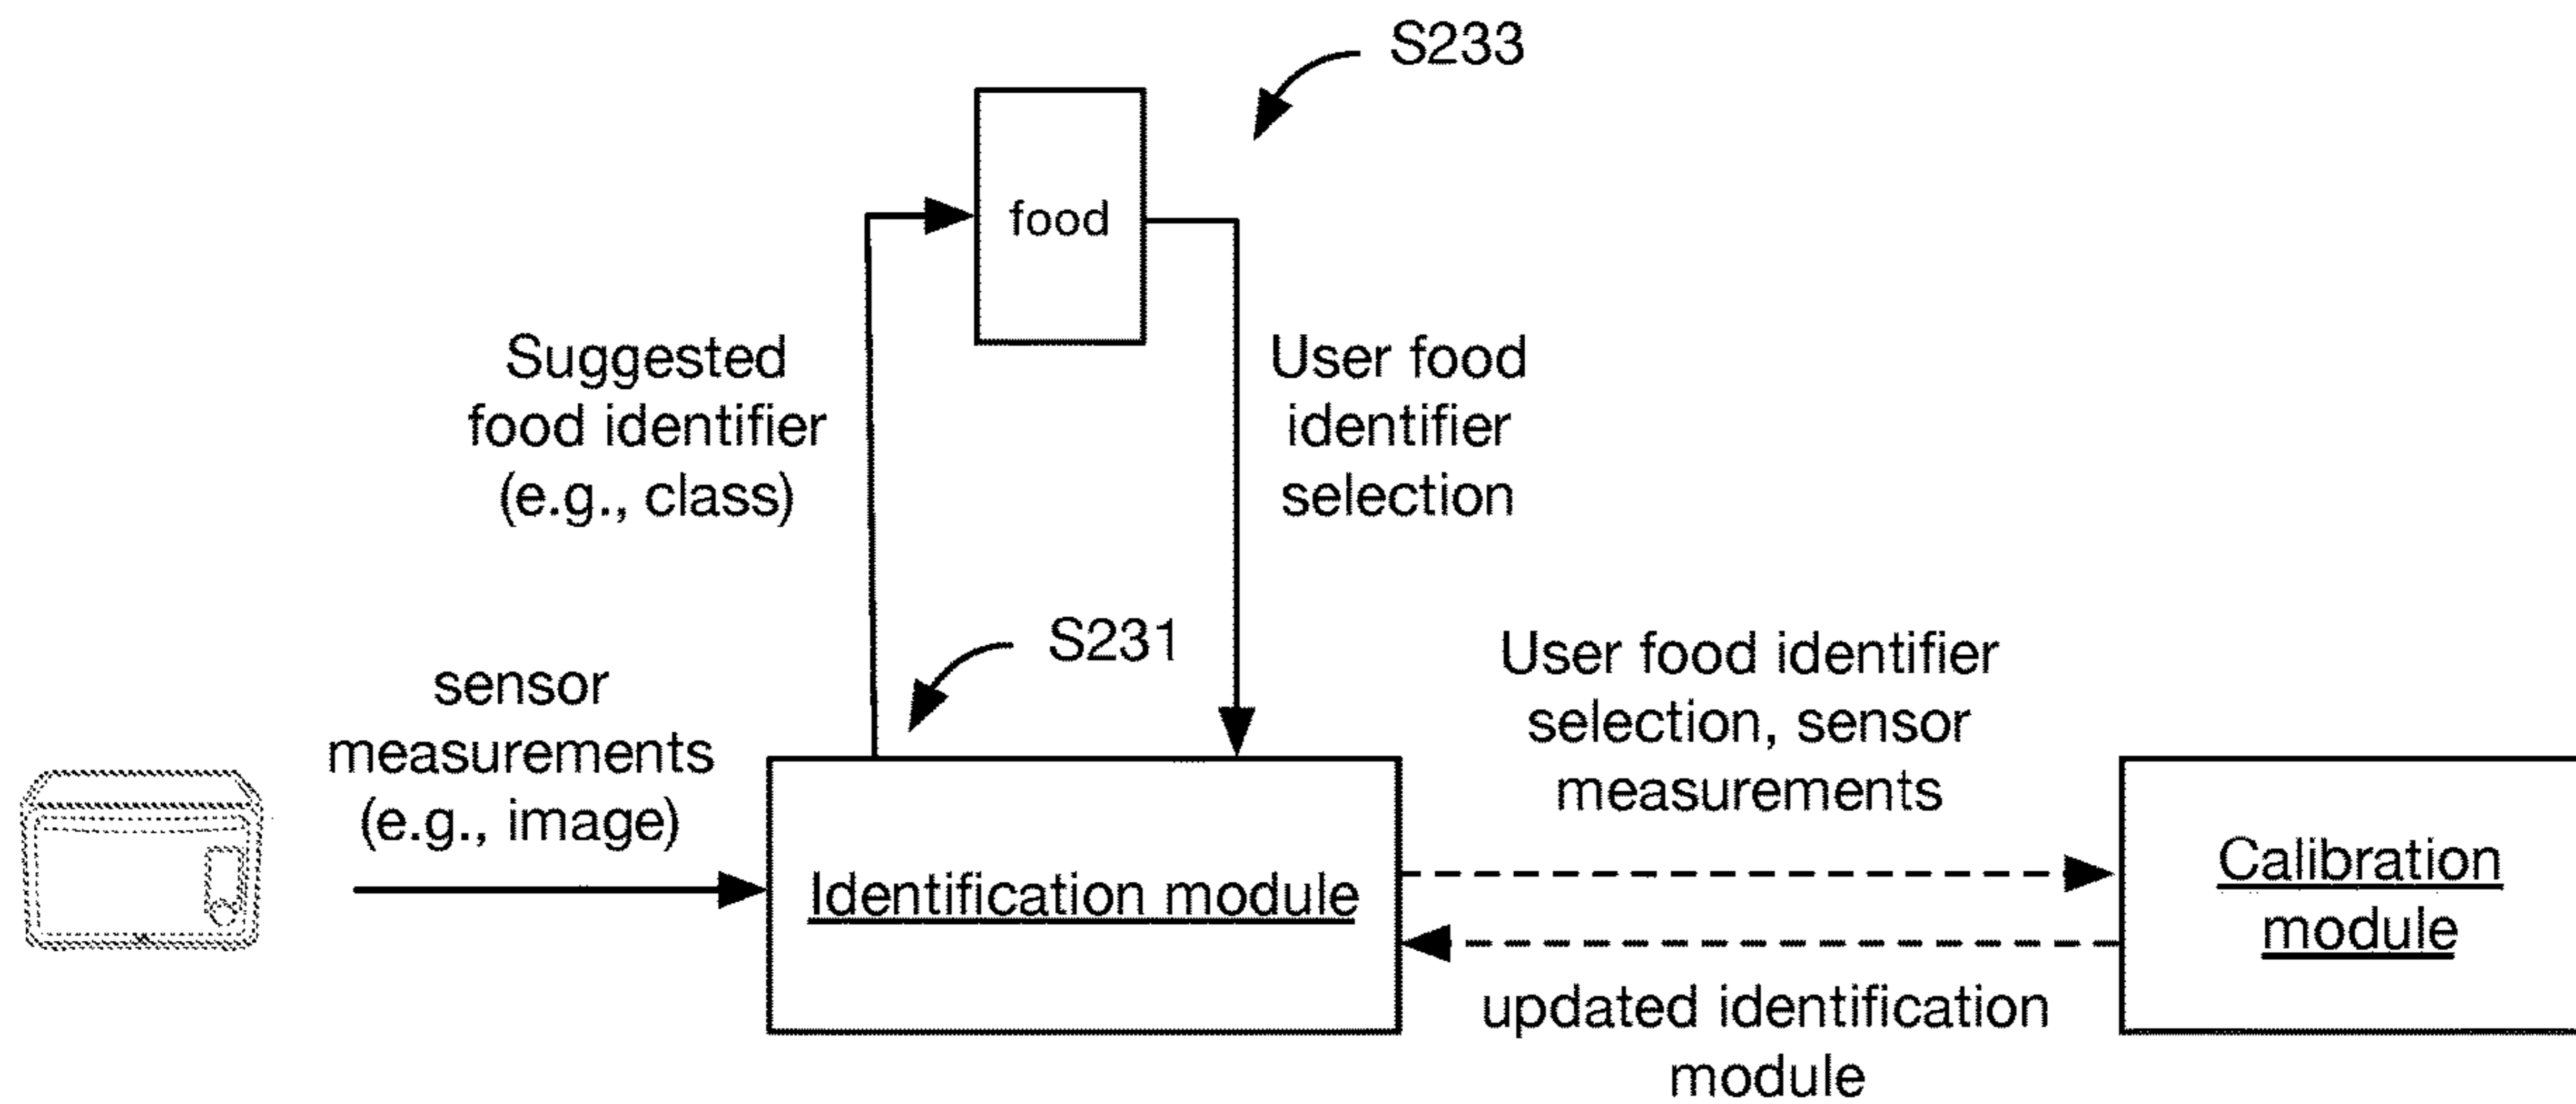 S233
food
Suggested
food identifier
(e.g., class)
User food
identifier
selection
S231
sensor
measurements
(e.g., image)
User food identifier
selection, sensor
measurements
Identification module
Calibration
module
updated identification
module